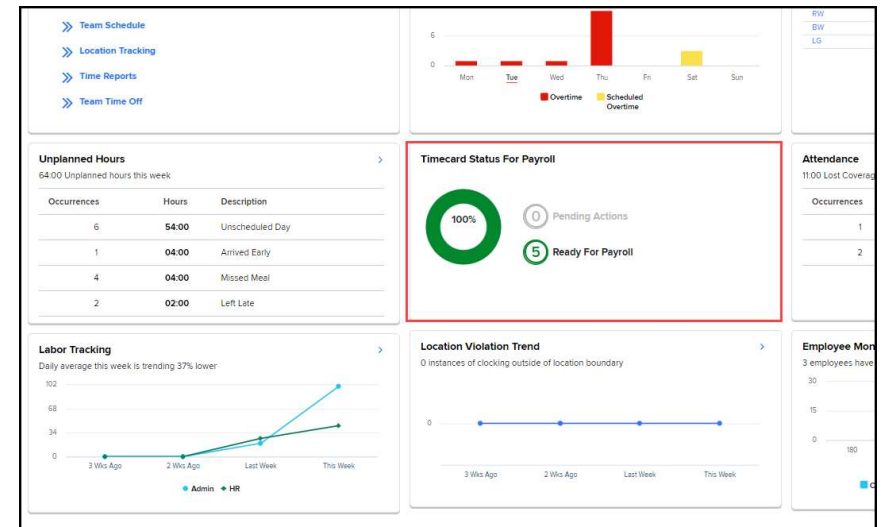 Team Schedule
Location Tracking
Time Reports
Team Time Off
6
0
Mon Tue Wed Thu Fri Sat Sun
Overtime Scheduled
Overtime
RW
BW
LG
Unplanned Hours
64:00 Unplanned hours this week
Occurrences Hours Description
6 54:00 Unscheduled Day
1 04:00 Arrived Early
4 04:00 Missed Meal
2 02:00 Left Late
Timecard Status For Payroll
100%
0 Pending Actions
5 Ready For Payroll
Attendance
11:00 Lost Coverag
Occurrences
1
2
Labor Tracking
Daily average this week is trending 37% lower
102
68
34
0
3 Wks Ago 2 Wks Ago Last Week This Week
Admin HR
Location Violation Trend
0 instances of clocking outside of location boundary
0
3 Wks Ago 2 Wks Ago Last Week This Week
Employee Mon
3 employees have
30
15
0
180